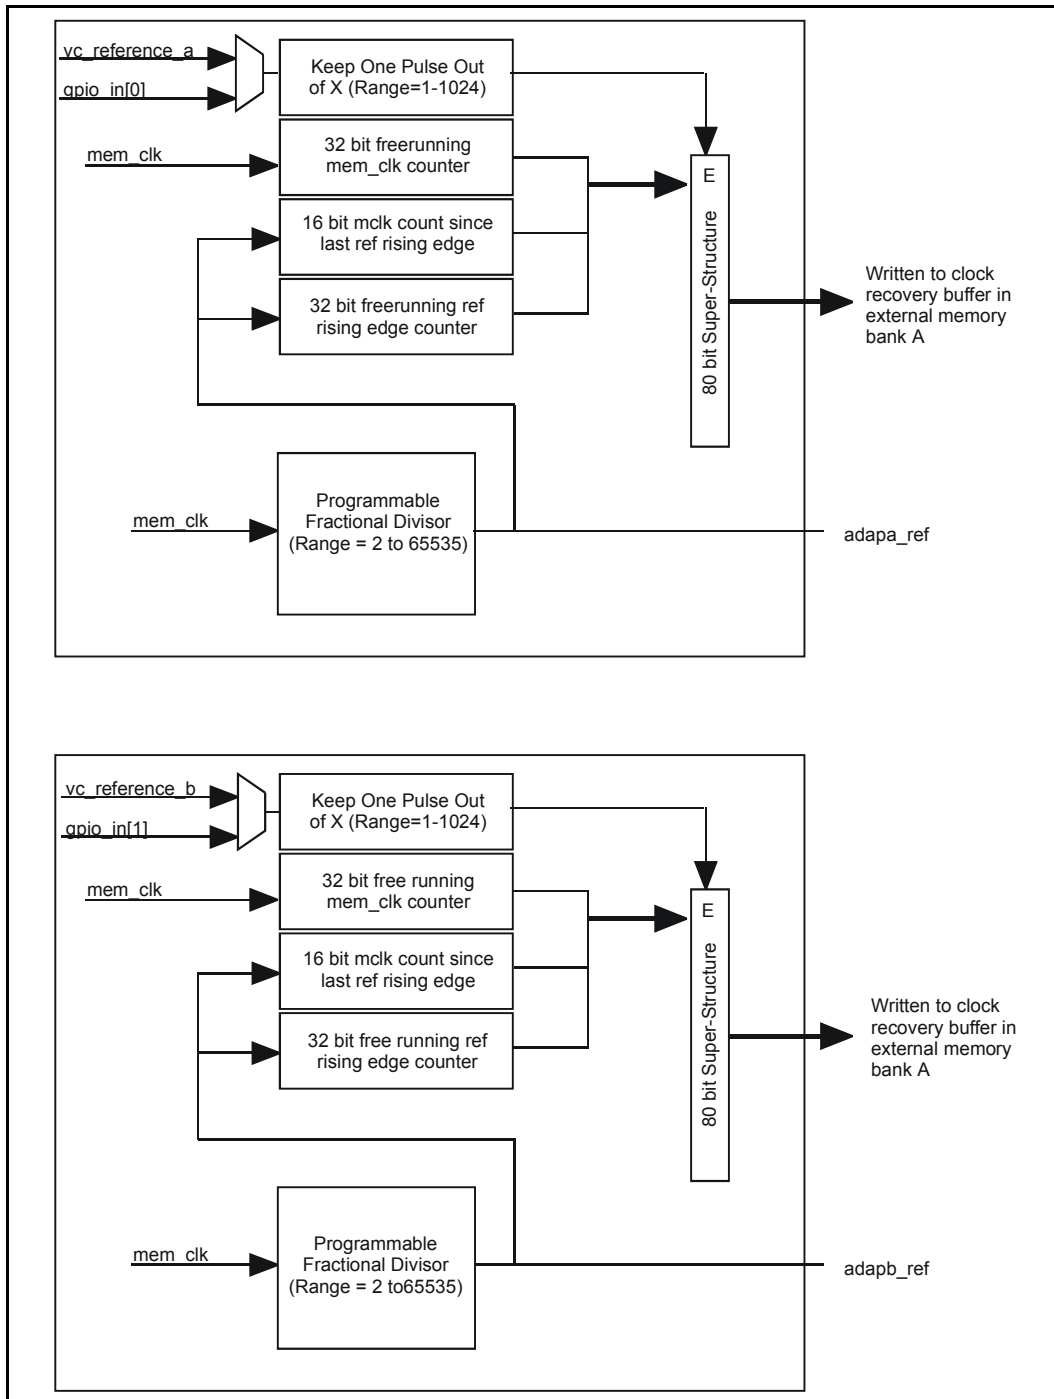 vc_reference_a
gpio_in[0]
Keep One Pulse Out
of X (Range=1-1024)
mem_clk
32 bit freerunning
mem_clk counter
16 bit mclk count since
last ref rising edge
32 bit freerunning ref
rising edge counter
E
80 bit Super-Structure
Written to clock
recovery buffer in
external memory
bank A
mem_clk
Programmable
Fractional Divisor
(Range = 2 to 65535)
adapa_ref
vc_reference_b
gpio_in[1]
Keep One Pulse Out
of X (Range=1-1024)
mem_clk
32 bit free running
mem_clk counter
16 bit mclk count since
last ref rising edge
32 bit free running ref
rising edge counter
E
80 bit Super-Structure
Written to clock
recovery buffer in
external memory
bank A
mem_clk
Programmable
Fractional Divisor
(Range = 2 to65535)
adapb_ref